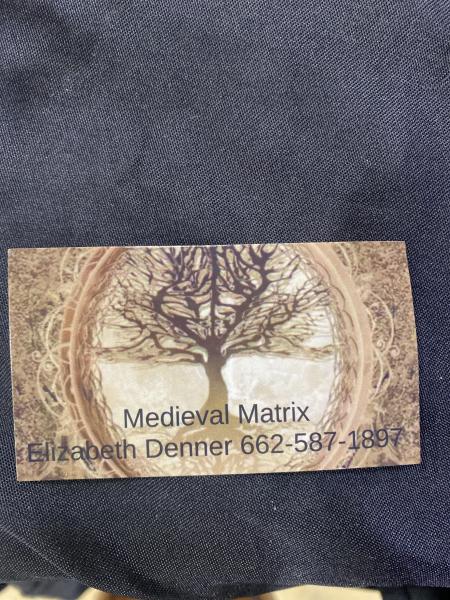 Medieval Matrix
Elizabeth Denner 662-587-1897